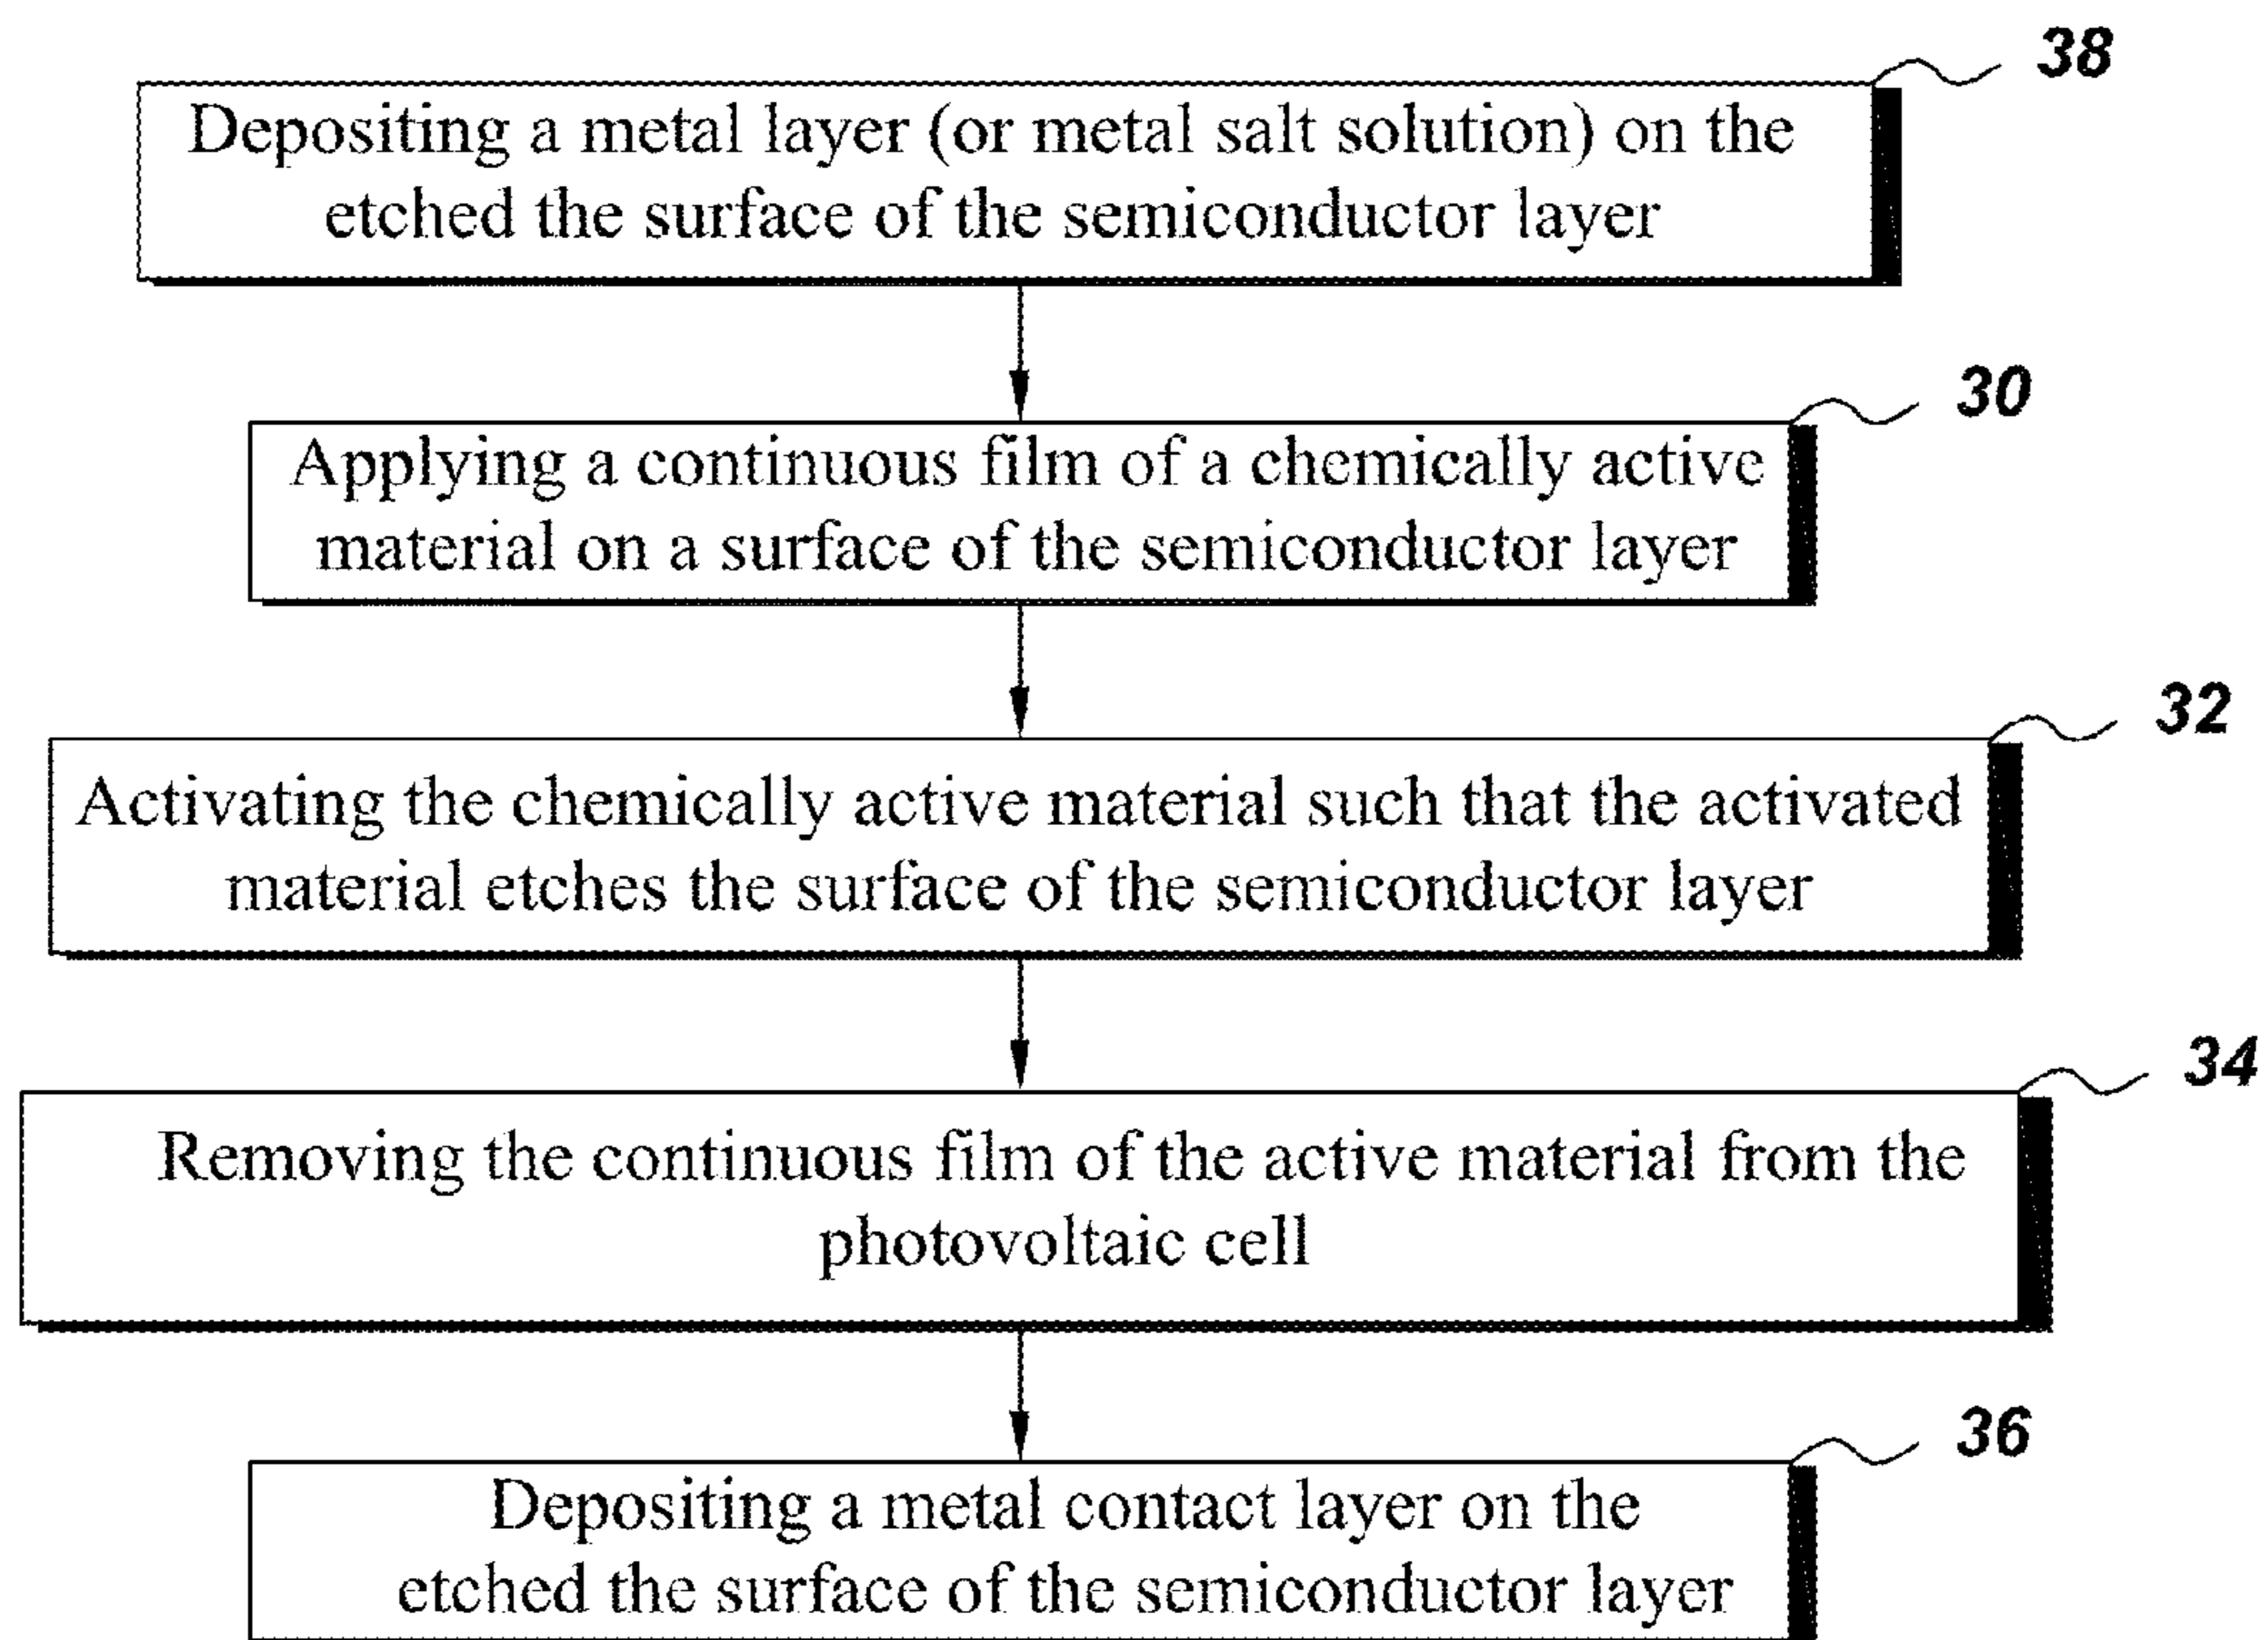 38
Depositing a metal layer (or metal salt solution) on the
etched the surface of the semiconductor layer
30
Applying a continuous film of a chemically active
material on a surface of the semiconductor layer
32
Activating the chemically active material such that the activated
material etches the surface of the semiconductor layer
34
Removing the continuous film of the active material from the
photovoltaic cell
36
Depositing a metal contact layer on the
etched the surface of the semiconductor layer